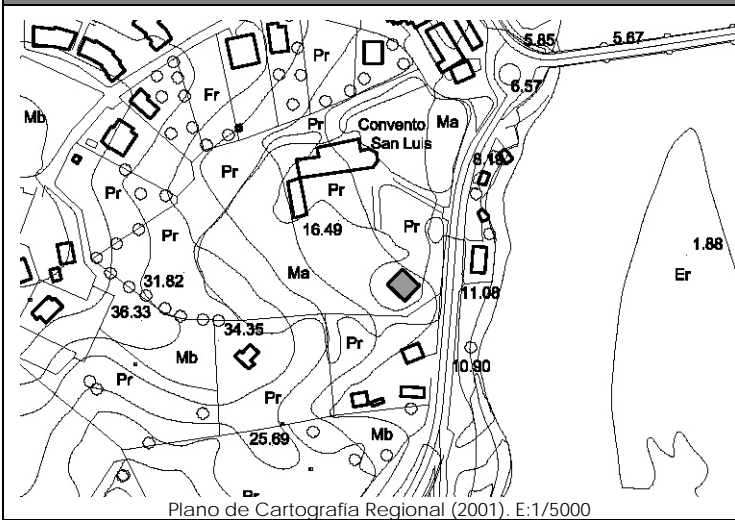 5.85 5.67
Pr
6.57
Fr
Mb
Pr Convento Ma
San Luis
8.18
Pr Pr
Pr Pr
16.49
1.88
Ma Er
31.82
11.08
36.33 34.35
Pr
Mb
10.90
Pr Pr
25.69 Mb
Pr
Plano de Cartografía Regional (2001). E:1/5000